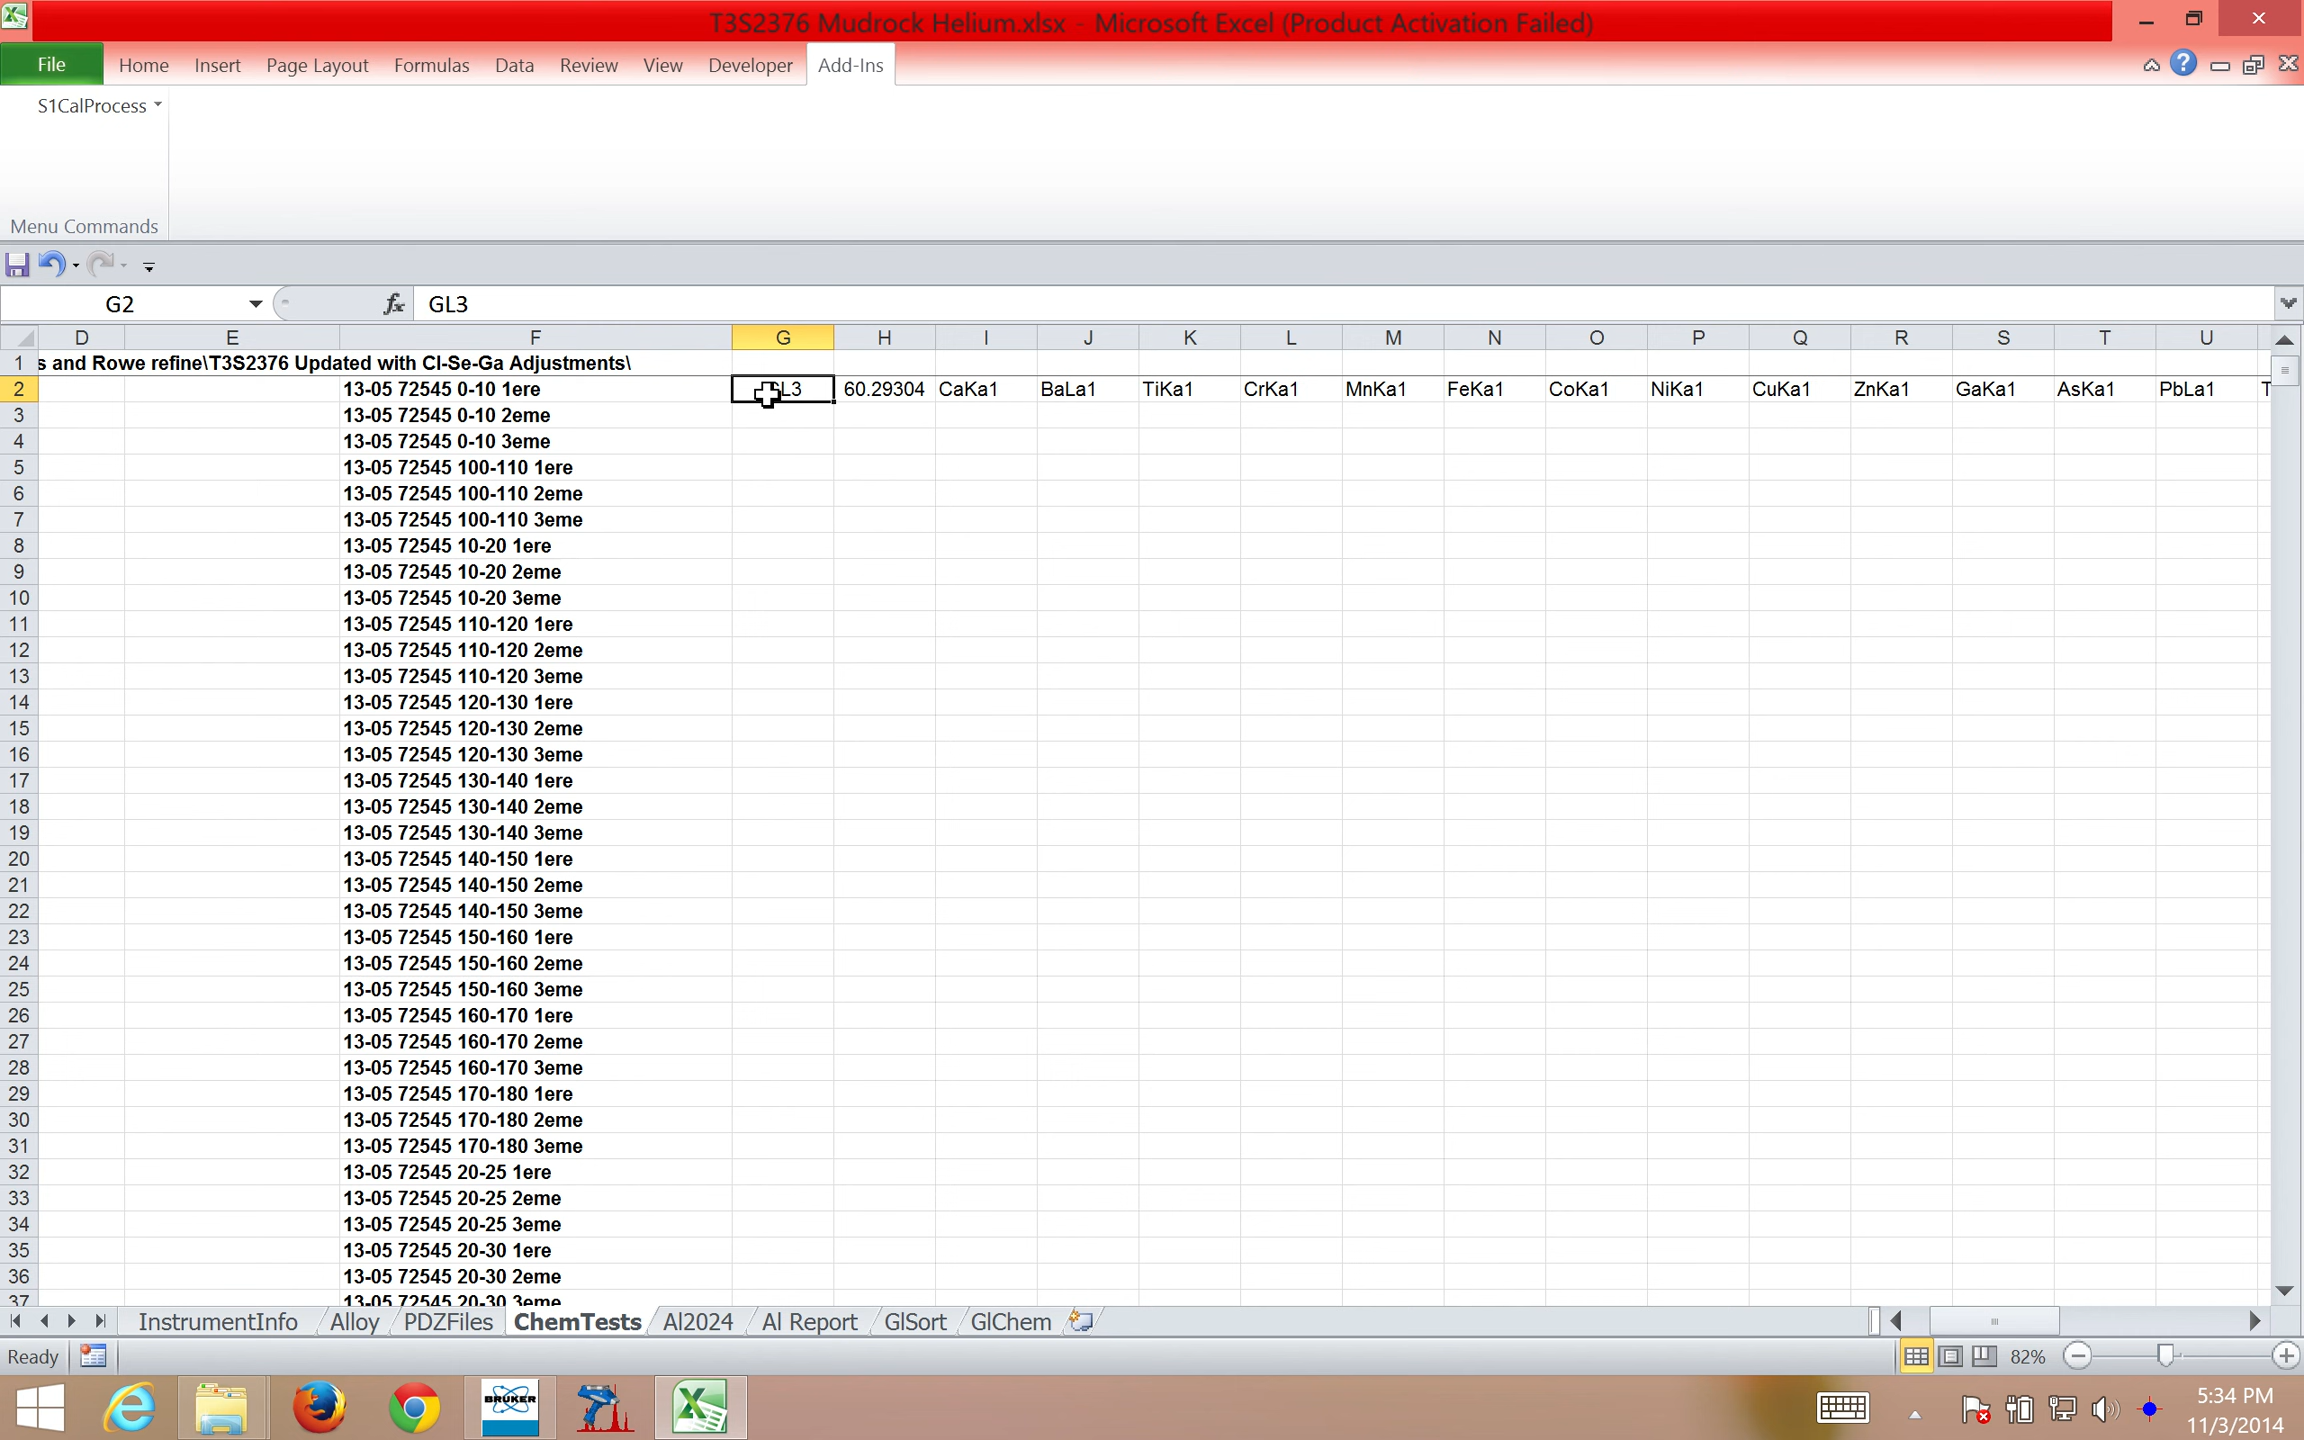 T3S2376 Mudrock Helium.xlsx - Microsoft Excel (Product Activation Failed)
File Home Insert Page Layout Formulas Data Review View Developer Add-Ins
S1CalProcess
Menu Commands
G2 fx GL3
D E F G H I J K L M N O P Q R S T U
1 s and Rowe refine\T3S2376 Updated with Cl-Se-Ga Adjustments\
2 13-05 72545 0-10 1ere L3 60.29304 CaKa1 BaLa1 TiKa1 CrKa1 MnKa1 FeKa1 CoKa1 NiKa1 CuKa1 ZnKa1 GaKa1 AsKa1 PbLa1 T
3 13-05 72545 0-10 2eme
4 13-05 72545 0-10 3eme
5 13-05 72545 100-110 1ere
6 13-05 72545 100-110 2eme
7 13-05 72545 100-110 3eme
8 13-05 72545 10-20 1ere
9 13-05 72545 10-20 2eme
10 13-05 72545 10-20 3eme
11 13-05 72545 110-120 1ere
12 13-05 72545 110-120 2eme
13 13-05 72545 110-120 3eme
14 13-05 72545 120-130 1ere
15 13-05 72545 120-130 2eme
16 13-05 72545 120-130 3eme
17 13-05 72545 130-140 1ere
18 13-05 72545 130-140 2eme
19 13-05 72545 130-140 3eme
20 13-05 72545 140-150 1ere
21 13-05 72545 140-150 2eme
22 13-05 72545 140-150 3eme
23 13-05 72545 150-160 1ere
24 13-05 72545 150-160 2eme
25 13-05 72545 150-160 3eme
26 13-05 72545 160-170 1ere
27 13-05 72545 160-170 2eme
28 13-05 72545 160-170 3eme
29 13-05 72545 170-180 1ere
30 13-05 72545 170-180 2eme
31 13-05 72545 170-180 3eme
32 13-05 72545 20-25 1ere
33 13-05 72545 20-25 2eme
34 13-05 72545 20-25 3eme
35 13-05 72545 20-30 1ere
36 13-05 72545 20-30 2eme
37 13-05 72545 20-30 3eme
InstrumentInfo Alloy PDZFiles ChemTests Al2024 Al Report GlSort GlChem
Ready 82%
BRUKER
5:34 PM
11/3/2014